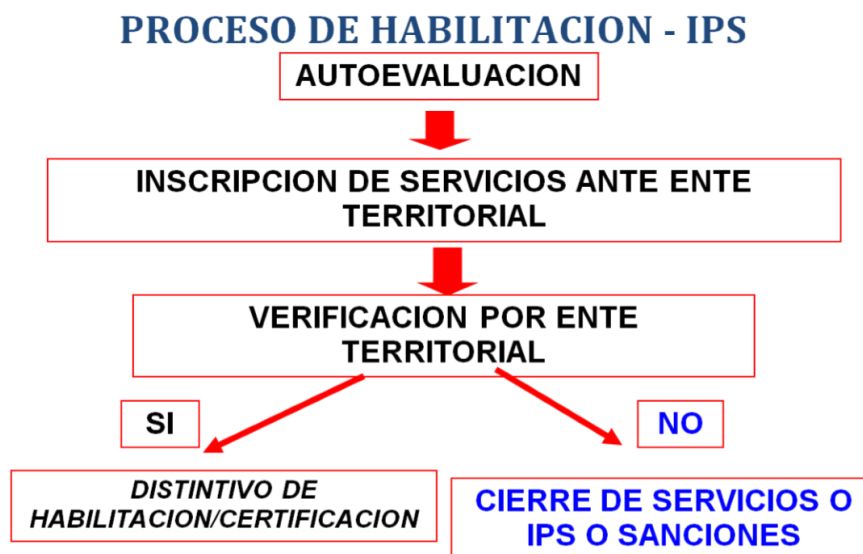 PROCESO DE HABILITACION - IPS
AUTOEVALUACION
INSCRIPCION DE SERVICIOS ANTE ENTE
TERRITORIAL
VERIFICACION POR ENTE
TERRITORIAL
SI
NO
DISTINTIVO DE
HABILITACION/CERTIFICACION
CIERRE DE SERVICIOS O
IPS O SANCIONES